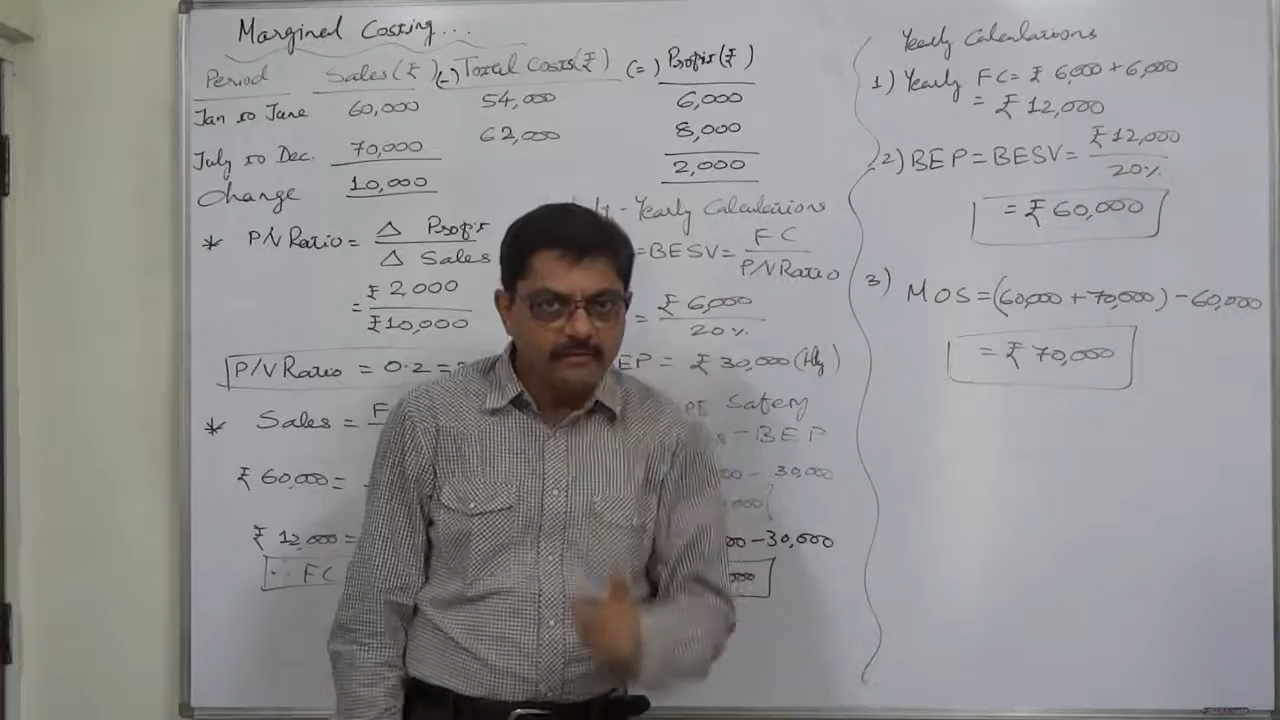 Marginal Costing...
Period Sales (₹) (-) Total Costs (₹) (=) Profit (₹)
Jan to June 60,000 54,000 6,000
July to Dec. 70,000 62,000 8,000
Change 10,000 2,000
* P/V Ratio = Δ Profit / Δ Sales
= ₹ 2000 / ₹ 10,000
P/V Ratio = 0.2 =
* Sales =
₹ 60,000 =
₹ 12,000 =
∴ FC
- Yearly Calculations
= BESV = FC / P/V Ratio
= ₹ 6,000 / 20%
EP = ₹ 30,000 (Hly)
Safety
- BEP
- 30,000
000
00 - 30,000
000
Yearly Calculations
1) Yearly FC = ₹ 6,000 + 6,000
= ₹ 12,000
2) BEP = BESV = ₹ 12,000 / 20%
= ₹ 60,000
3) MOS = (60,000 + 70,000) - 60,000
= ₹ 70,000